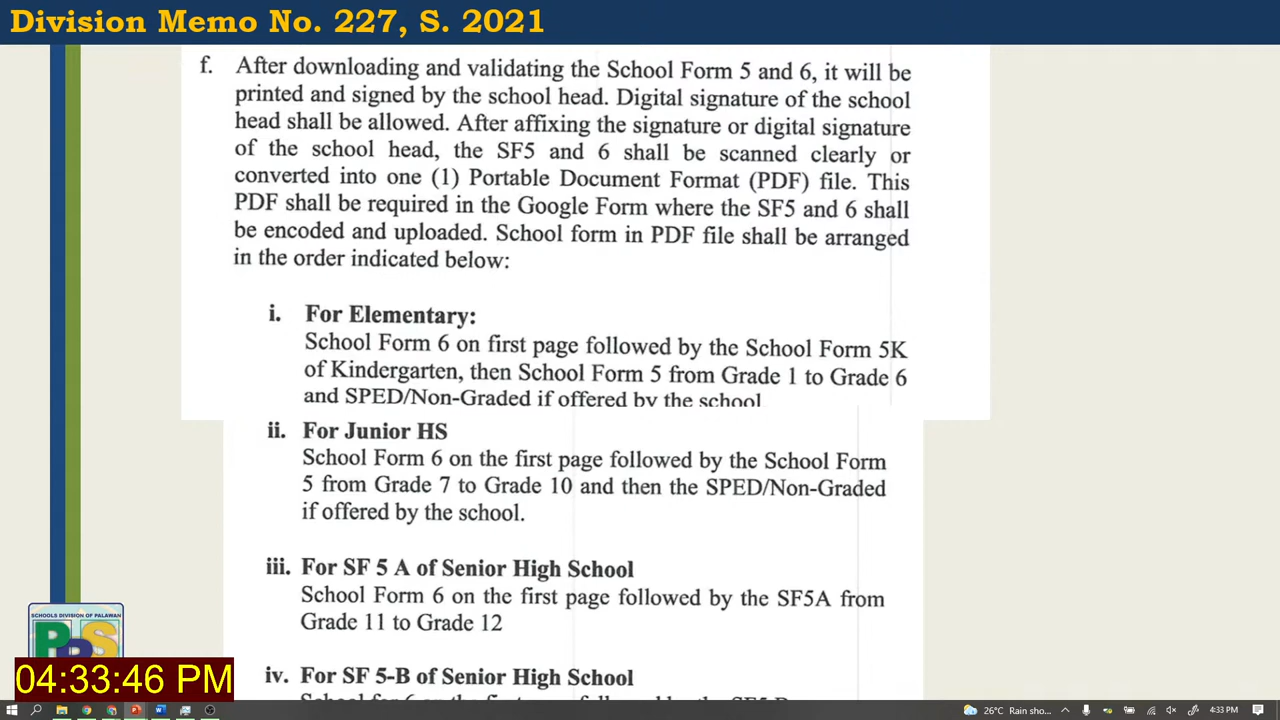 Division Memo No. 227, S. 2021
f. After downloading and validating the School Form 5 and 6, it will be
printed and signed by the school head. Digital signature of the school
head shall be allowed. After affixing the signature or digital signature
of the school head, the SF5 and 6 shall be scanned clearly or
converted into one (1) Portable Document Format (PDF) file. This
PDF shall be required in the Google Form where the SF5 and 6 shall
be encoded and uploaded. School form in PDF file shall be arranged
in the order indicated below:
i. For Elementary:
School Form 6 on first page followed by the School Form 5K
of Kindergarten, then School Form 5 from Grade 1 to Grade 6
and SPED/Non-Graded if offered by the school
ii. For Junior HS
School Form 6 on the first page followed by the School Form
5 from Grade 7 to Grade 10 and then the SPED/Non-Graded
if offered by the school.
iii. For SF 5 A of Senior High School
School Form 6 on the first page followed by the SF5A from
Grade 11 to Grade 12
iv. For SF 5-B of Senior High School
SCHOOLS DIVISION OF PALAWAN
04:33:46 PM
26°C Rain sho...
4:33 PM